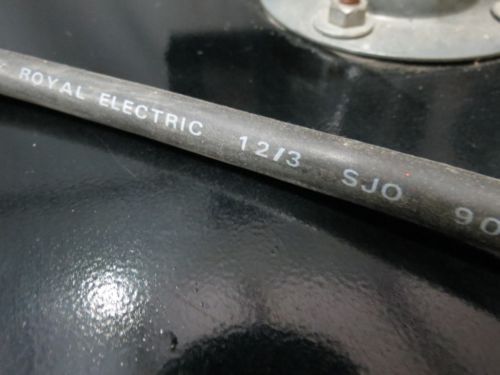 ROYAL ELECTRIC 12/3 SJO 90